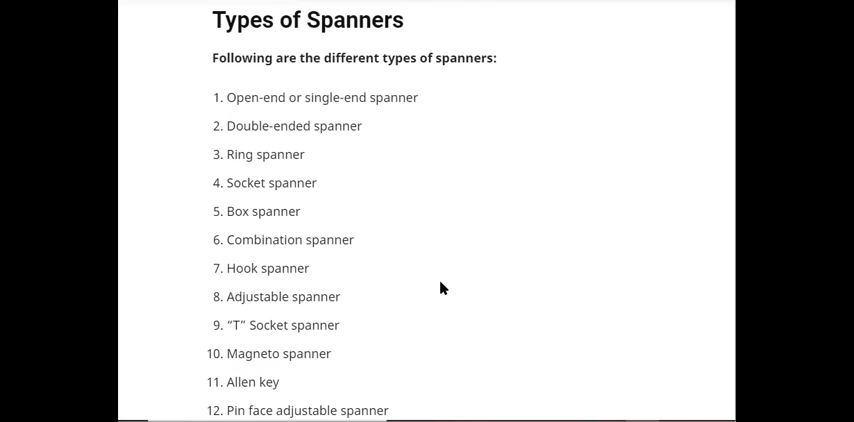 Types of Spanners
Following are the different types of spanners:
1. Open-end or single-end spanner
2. Double-ended spanner
3. Ring spanner
4. Socket spanner
5. Box spanner
6. Combination spanner
7. Hook spanner
8. Adjustable spanner
9. “T” Socket spanner
10. Magneto spanner
11. Allen key
12. Pin face adjustable spanner